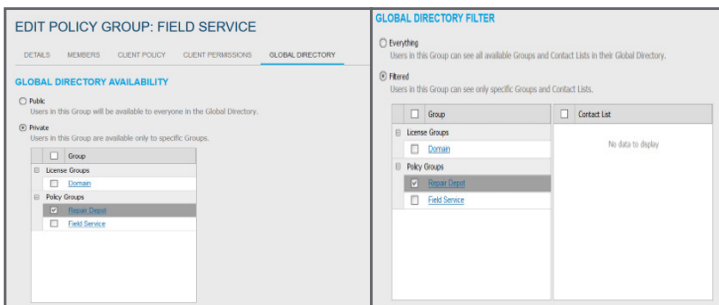 EDIT POLICY GROUP: FIELD SERVICE
DETAILS MEMBERS CLIENT POLICY CLIENT PERMISSIONS GLOBAL DIRECTORY
GLOBAL DIRECTORY AVAILABILITY
Public
Users in this Group will be available to everyone in the Global Directory.
Private
Users in this Group are available only to specific Groups.
Group
License Groups
Domain
Policy Groups
Repair Depot
Field Service
GLOBAL DIRECTORY FILTER
Everything
Users in this Group can see all available Groups and Contact Lists in their Global Directory.
Filtered
Users in this Group can see only specific Groups and Contact Lists.
Group
License Groups
Domain
Policy Groups
Repair Depot
Field Service
Contact List
No data to display